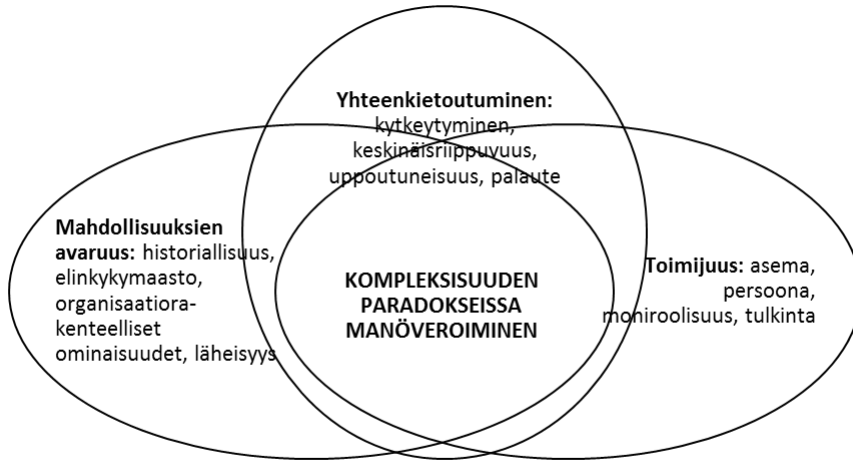 Yhteenkietoutuminen:
kytkeytyminen,
keskinäisriippuvuus,
uppoutuneisuus, palaute
Mahdollisuuksien
avaruus: historiallisuus,
elinkykymaasto,
organisaatiora-
kenteelliset
ominaisuudet, läheisyys
KOMPLEKSISUUDEN
PARADOKSEISSA
MANÖVEROIMINEN
Toimijuus: asema,
persoona,
moniroolisuus, tulkinta